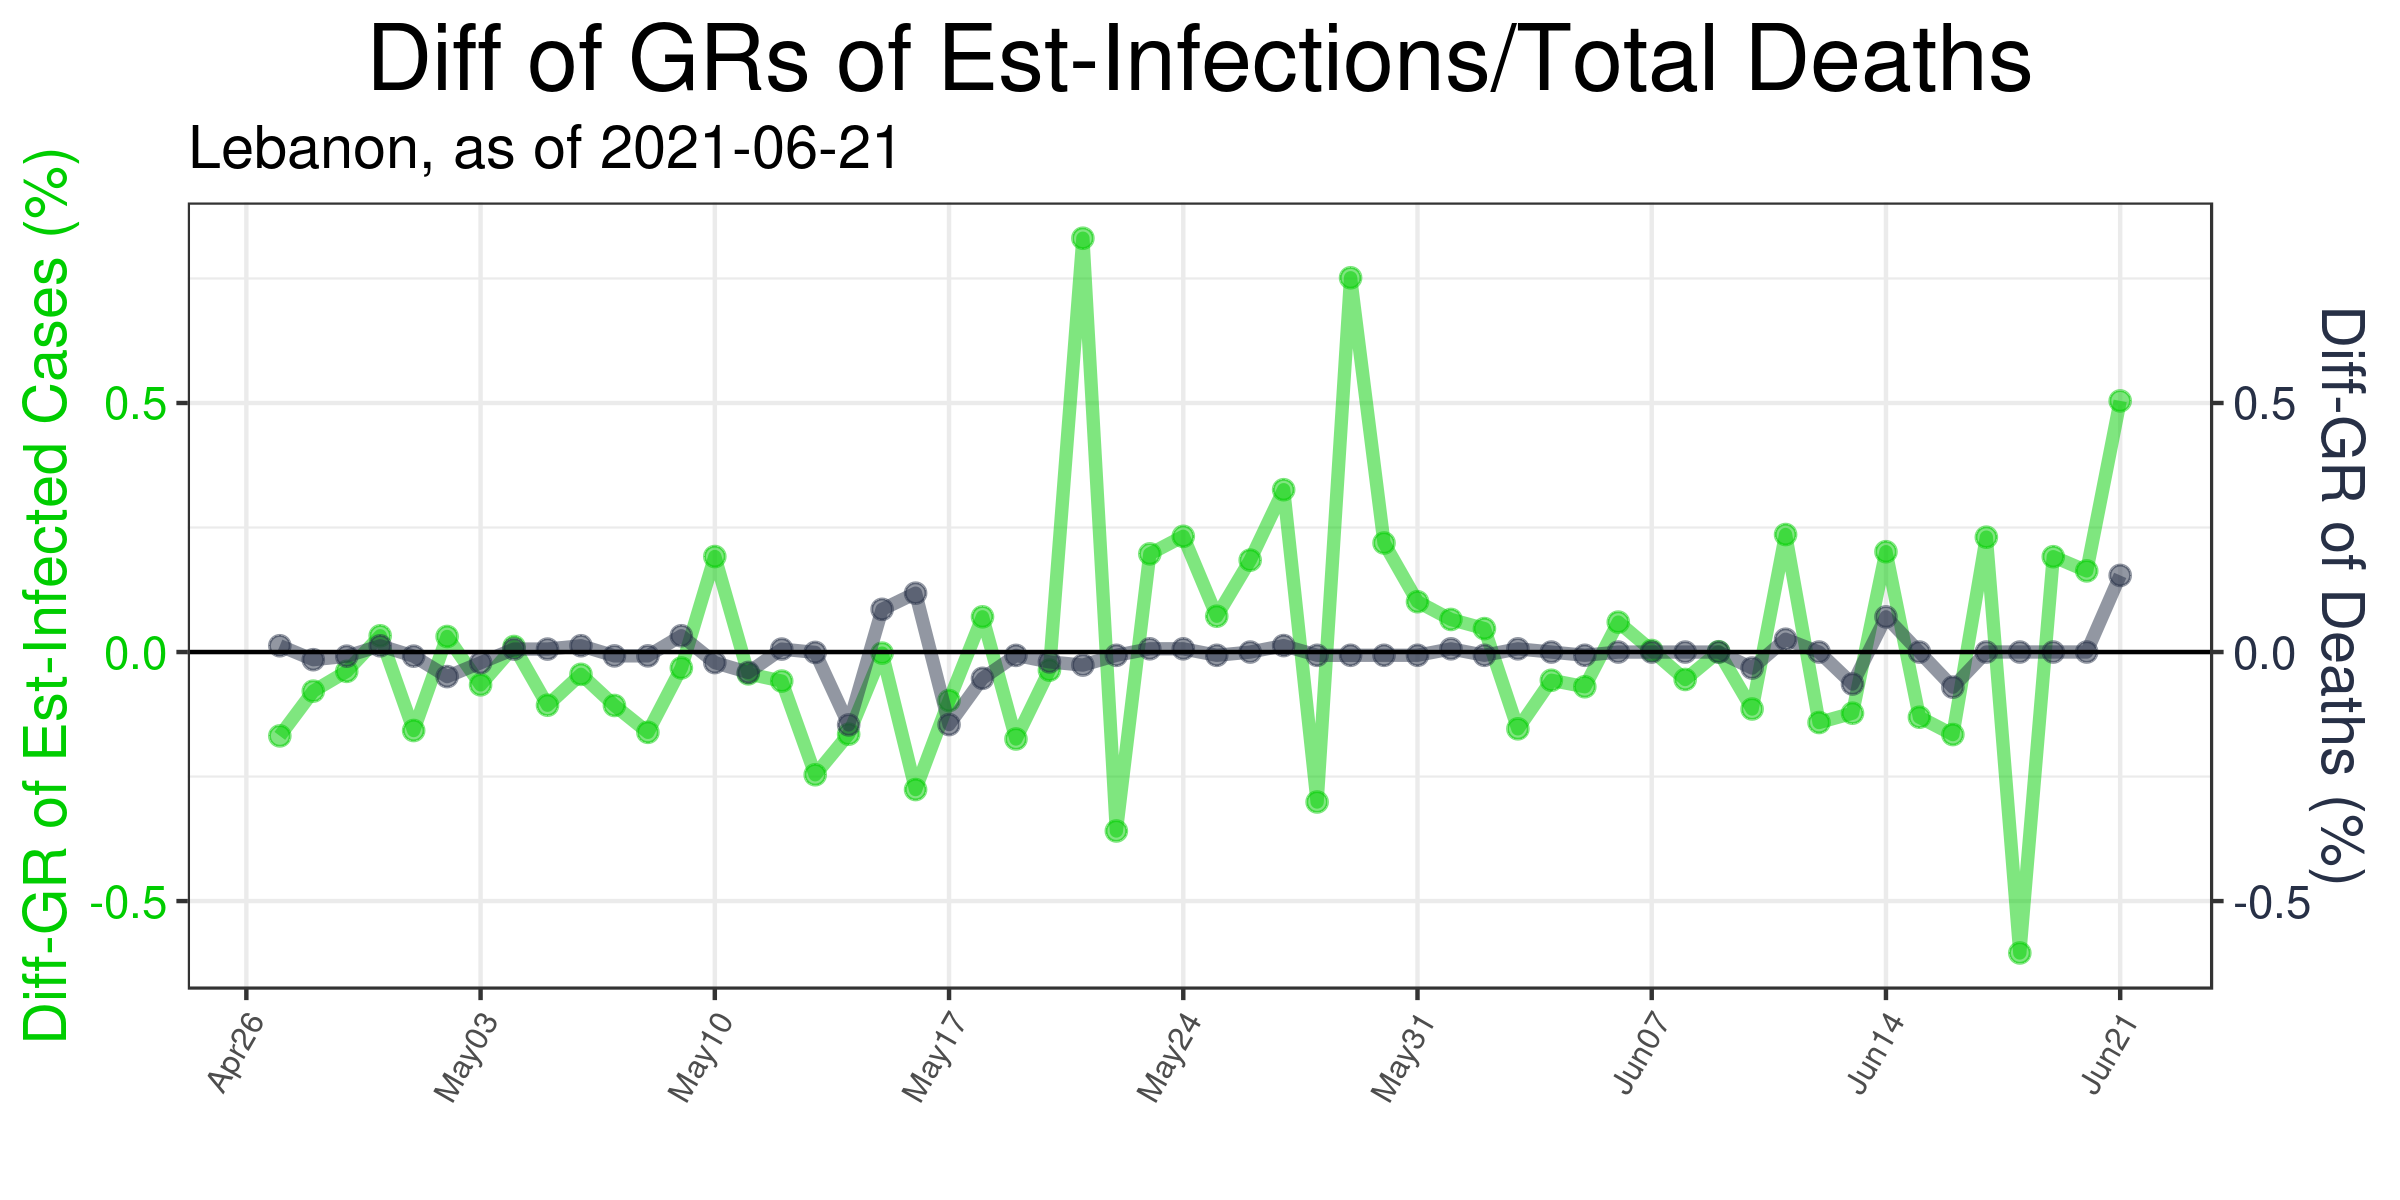 Diff of GRs of Est-Infections/Total Deaths
Lebanon, as of 2021-06-21
Diff-GR of Est-Infected Cases (%)
0.5
0.0
-0.5
0.5
0.0
-0.5
Diff-GR of Deaths (%)
Apr26
May03
May10
May17
May24
May31
Jun07
Jun14
Jun21